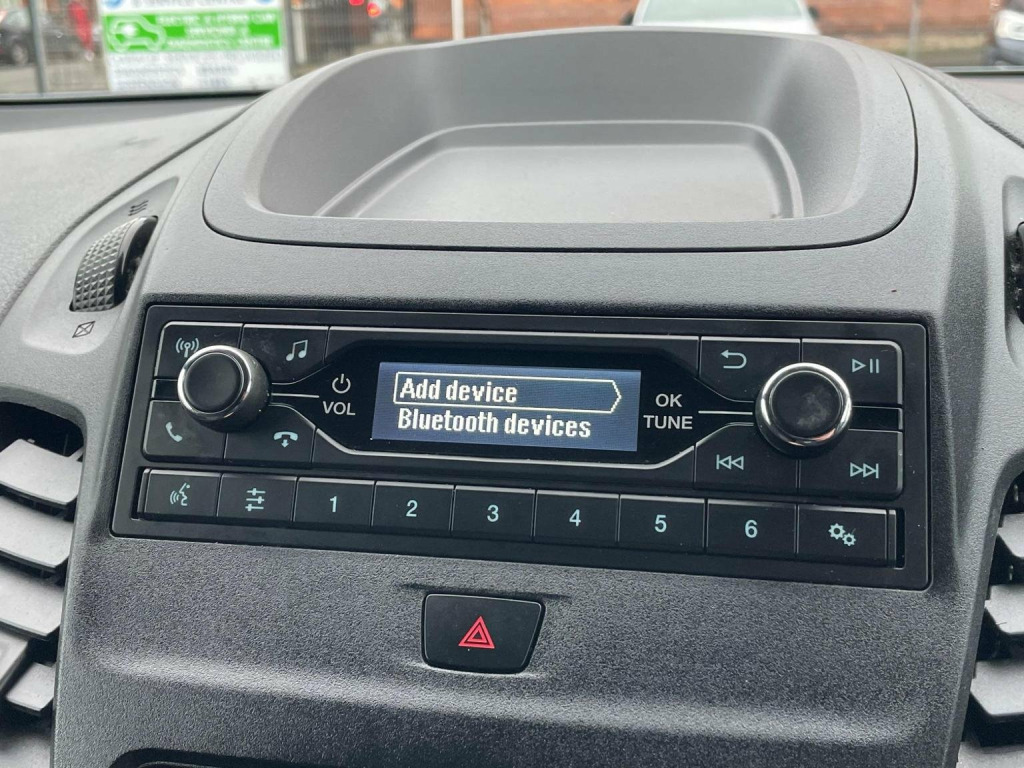 Add device
Bluetooth devices
VOL
OK
TUNE
1 2 3 4 5 6